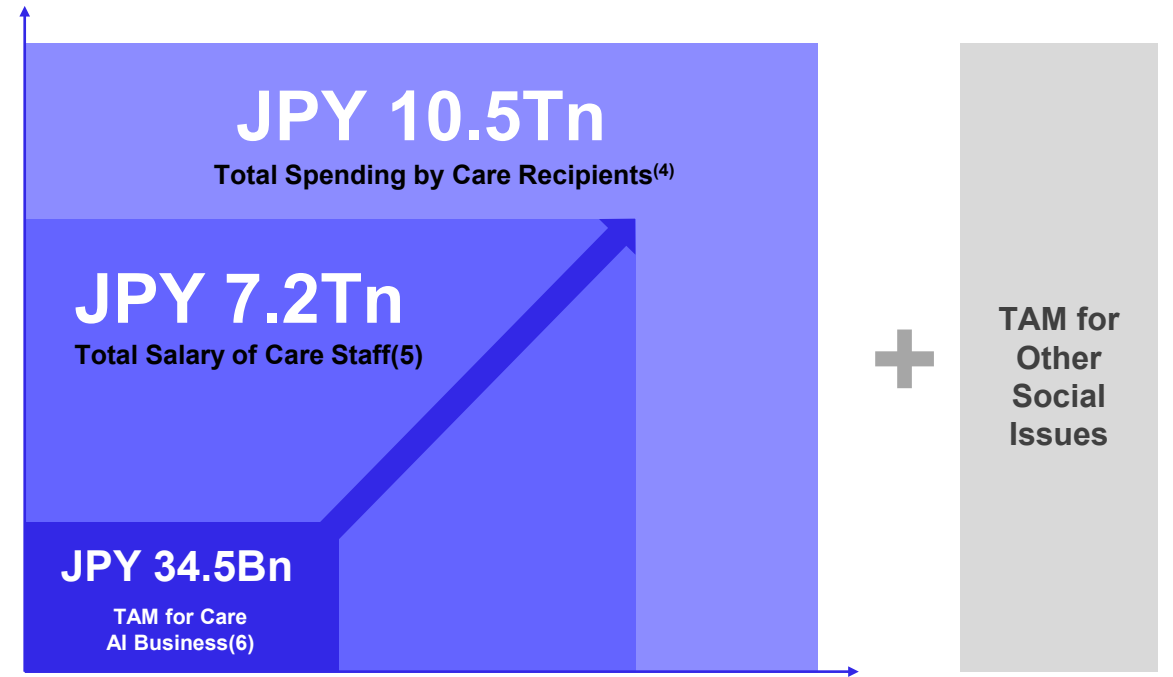 JPY 10.5Tn
Total Spending by Care Recipients(4)
JPY 7.2Tn
Total Salary of Care Staff(5)
JPY 34.5Bn
TAM for Care
AI Business(6)
TAM for
Other
Social
Issues